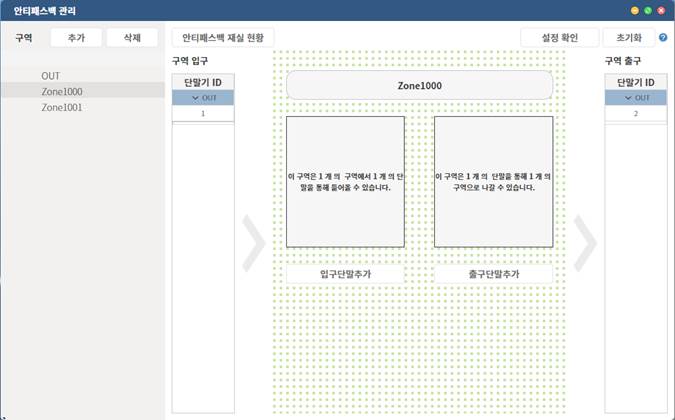 안티패스백 관리
구역 추가 삭제 안티패스백 재실 현황 설정 확인 초기화 ?
OUT
Zone1000
Zone1001
구역 입구
단말기 ID
OUT
1
Zone1000
이 구역은 1 개 의 구역에서 1 개 의 단
말을 통해 들어올 수 있습니다.
입구단말추가
이 구역은 1 개 의 단말을 통해 1 개 의
구역으로 나갈 수 있습니다.
출구단말추가
구역 출구
단말기 ID
OUT
2